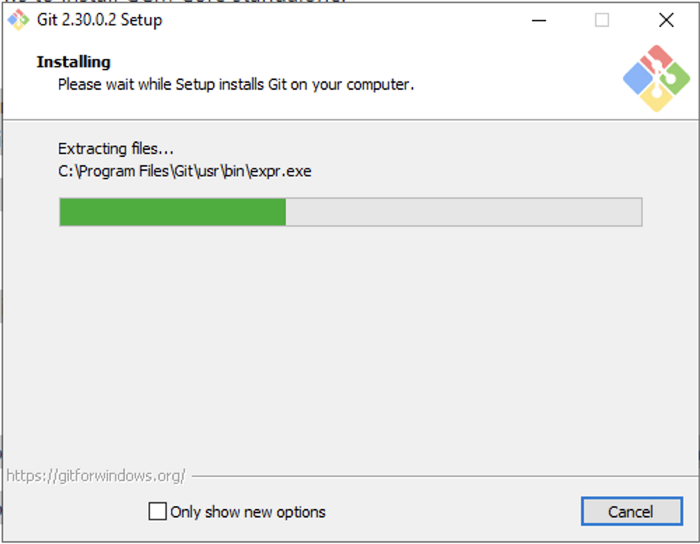 Git 2.30.0.2 Setup
Installing
Please wait while Setup installs Git on your computer.
Extracting files...
C:\Program Files\Git\usr\bin\expr.exe
https://gitforwindows.org/
Only show new options
Cancel